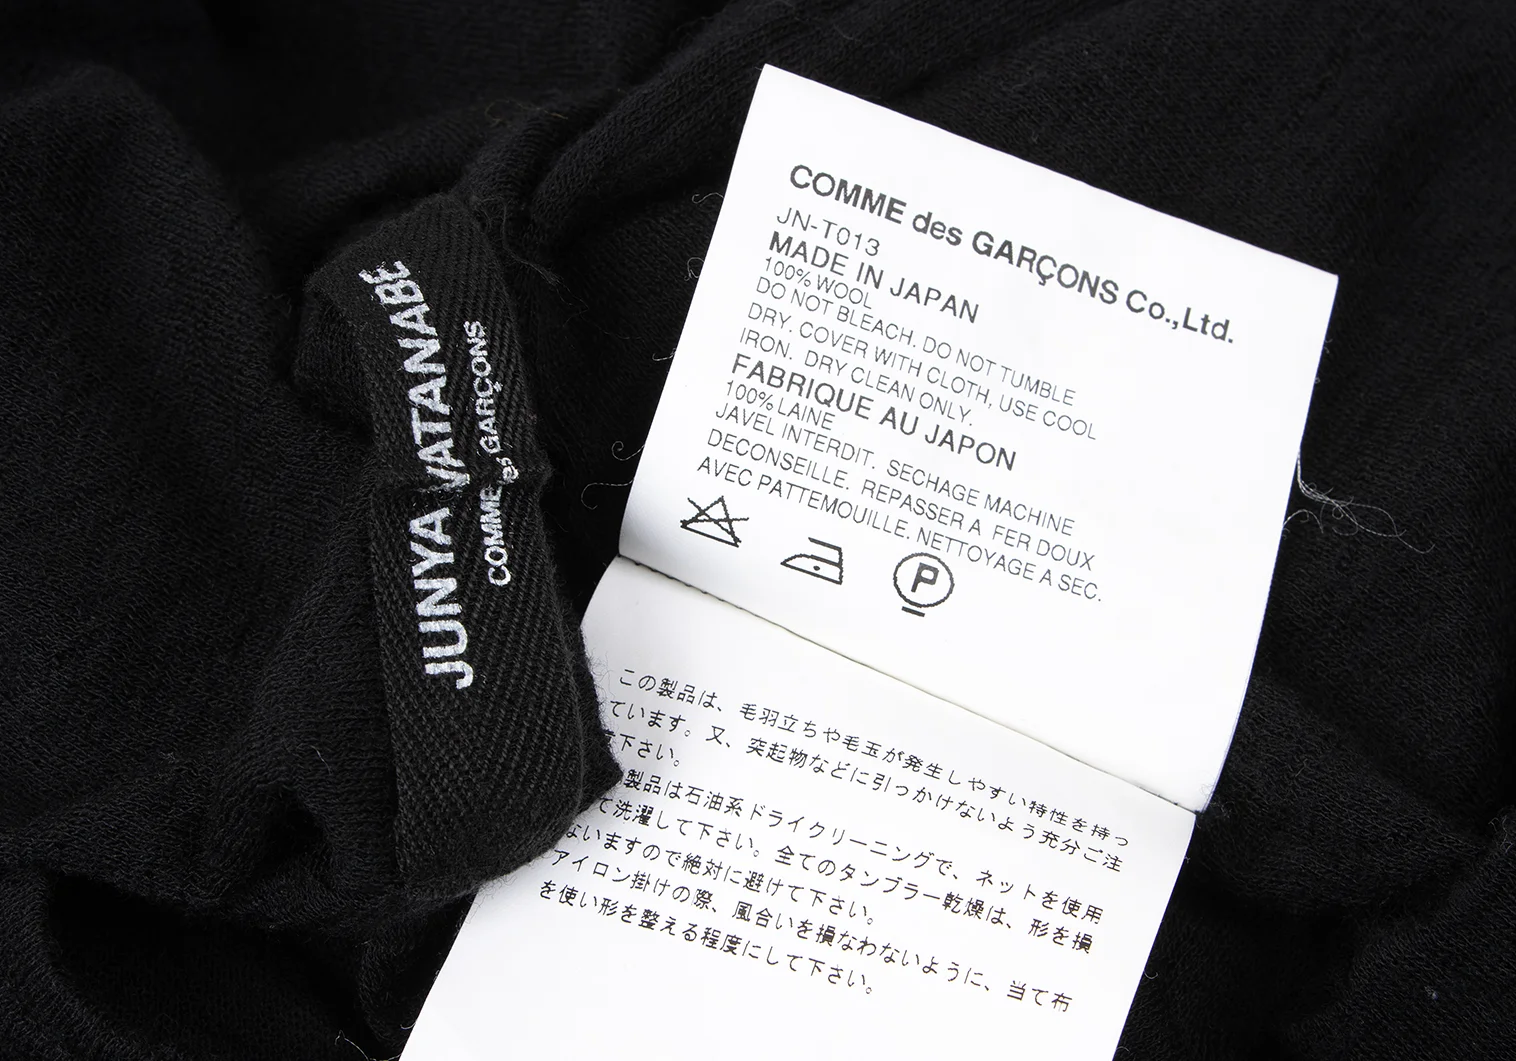 JUNYA WATANABE
COMME des GARÇONS
COMME des GARÇONS Co.,Ltd.
JN-T013
MADE IN JAPAN
100% WOOL
DO NOT BLEACH. DO NOT TUMBLE
DRY. COVER WITH CLOTH, USE COOL
IRON. DRY CLEAN ONLY.
FABRIQUE AU JAPON
100% LAINE
JAVEL INTERDIT. SECHAGE MACHINE
DECONSEILLE. REPASSER A FER DOUX
AVEC PATTEMOUILLE. NETTOYAGE A SEC.
P
この製品は、毛羽立ちや毛玉が発生しやすい特性を持っ
ています。又、突起物などに引っかけないよう充分ご注
下さい。
製品は石油系ドライクリーニングで、ネットを使用
て洗濯して下さい。全てのタンブラー乾燥は、形を損
ないますので絶対に避けて下さい。
アイロン掛けの際、風合いを損なわないように、当て布
を使い形を整える程度にして下さい。